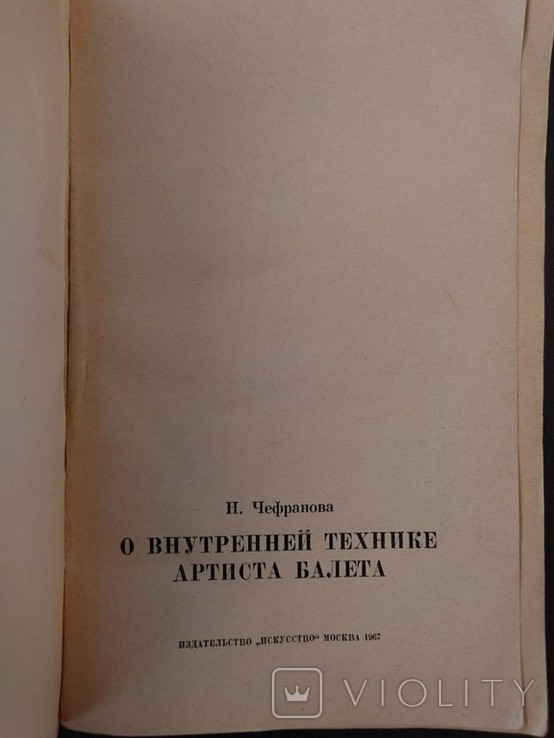 Н. Чефранова
О ВНУТРЕННЕЙ ТЕХНИКЕ
АРТИСТА БАЛЕТА
ИЗДАТЕЛЬСТВО „ИСКУССТВО“ МОСКВА 1967
VIOLITY